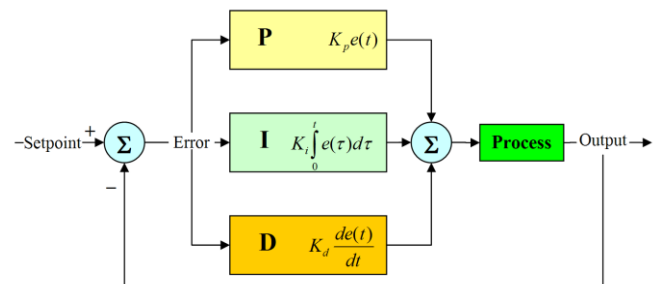 P K_p e(t)
Setpoint + Σ Error I K_i ∫_0^t e(τ)dτ Σ Process Output
−
D K_d de(t)/dt